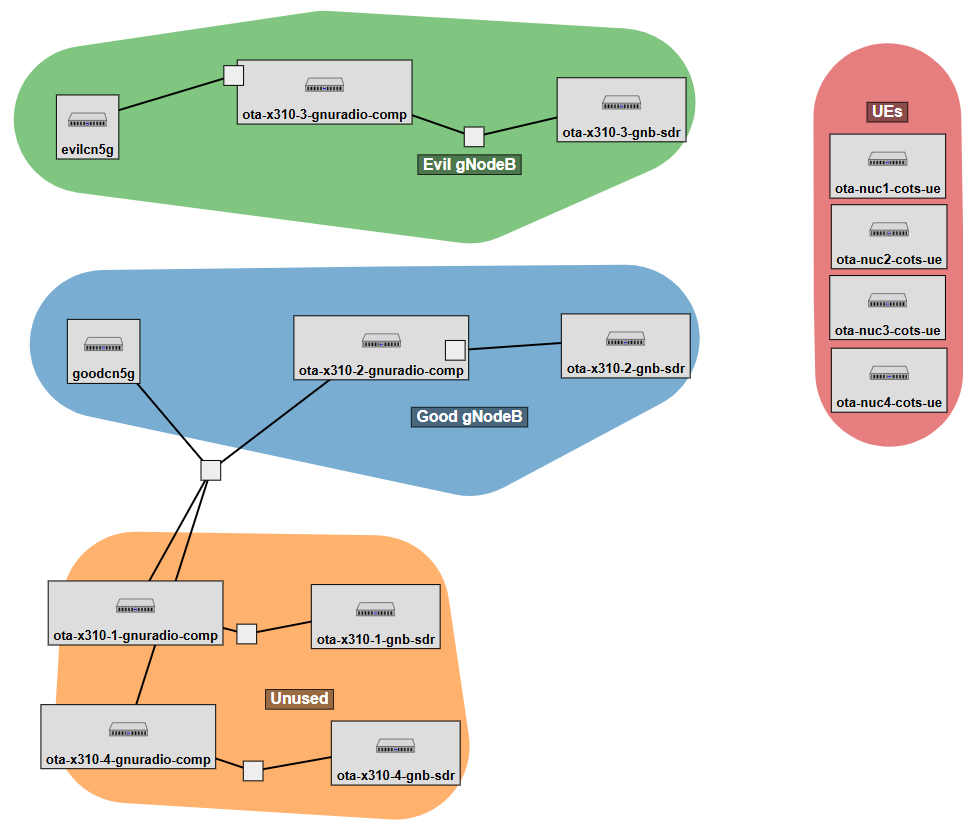 ota-x310-3-gnuradio-comp
evilcn5g
ota-x310-3-gnb-sdr
Evil gNodeB
UEs
ota-nuc1-cots-ue
ota-nuc2-cots-ue
ota-nuc3-cots-ue
ota-nuc4-cots-ue
goodcn5g
ota-x310-2-gnuradio-comp
ota-x310-2-gnb-sdr
Good gNodeB
ota-x310-1-gnuradio-comp
ota-x310-1-gnb-sdr
Unused
ota-x310-4-gnuradio-comp
ota-x310-4-gnb-sdr